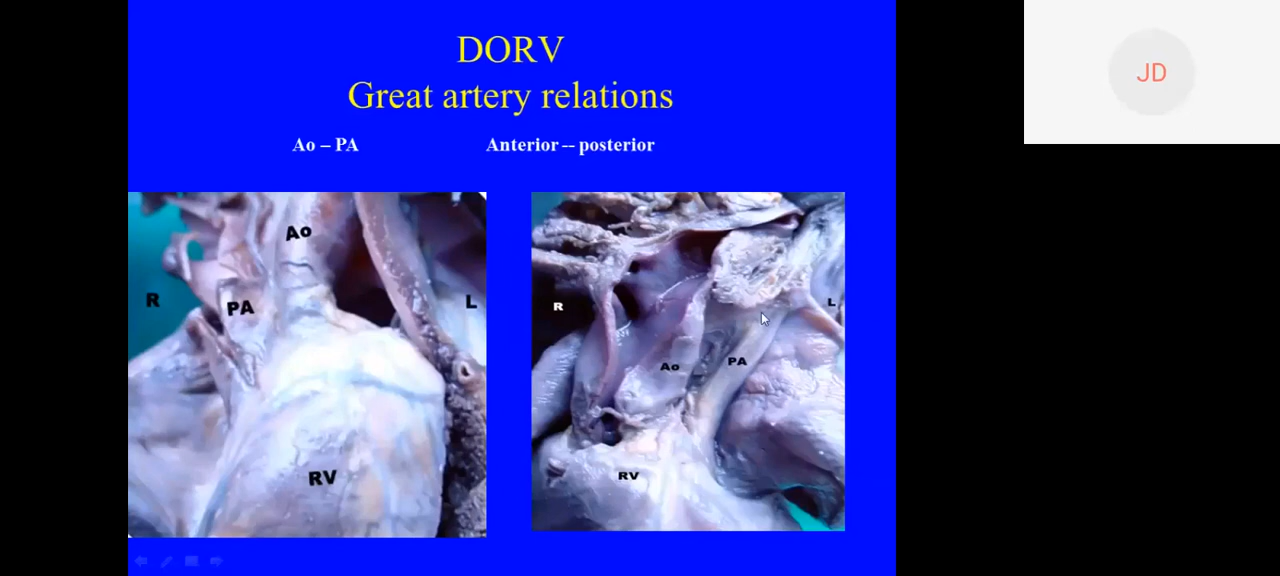 DORV
Great artery relations
Ao – PA
Anterior -- posterior
Ao
R
PA
L
RV
R
L
PA
Ao
RV
JD